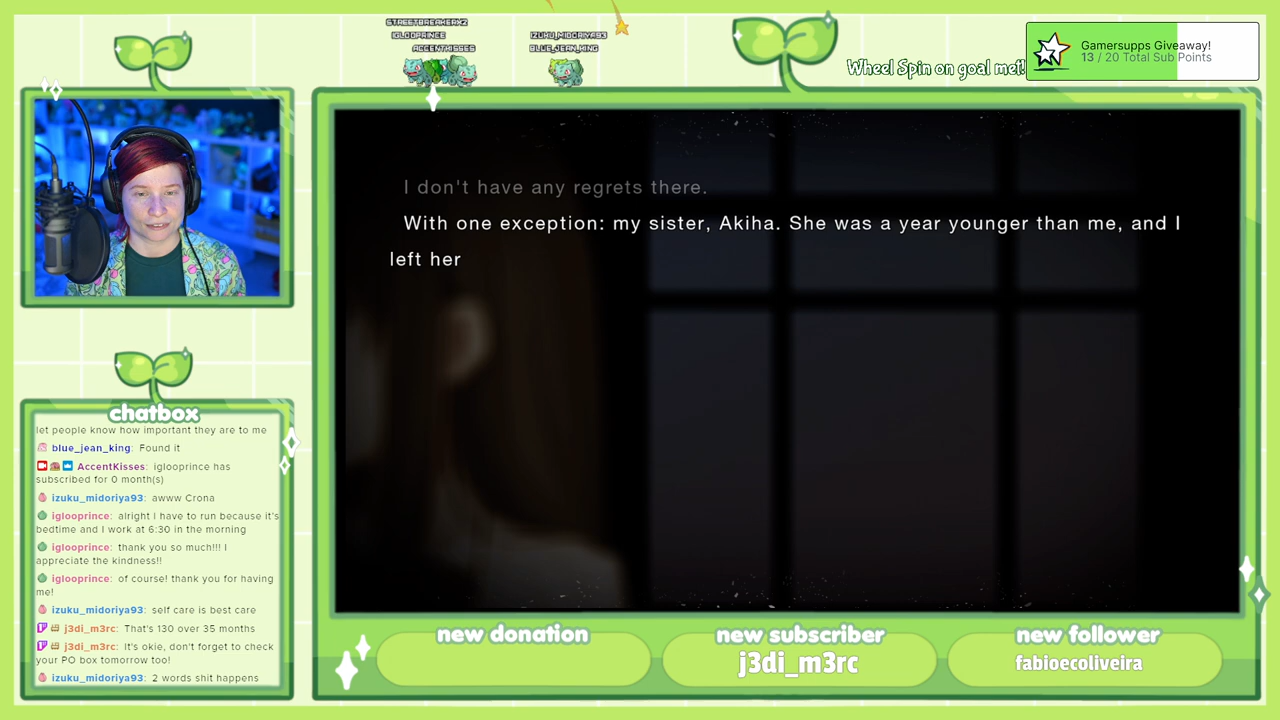 STREETBREAKERX2
IGLOOPRINCE
ACCENTKISSES
IZUKU_MIDORIYA93
BLUE_JEAN_KING
Wheel Spin on goal met!
Gamersupps Giveaway!
13 / 20 Total Sub Points
I don't have any regrets there.
With one exception: my sister, Akiha. She was a year younger than me, and I
left her
chatbox
let people know how important they are to me
blue_jean_king: Found it
AccentKisses: iglooprince has
subscribed for 0 month(s)
izuku_midoriya93: awww Crona
iglooprince: alright I have to run because it's
bedtime and I work at 6:30 in the morning
iglooprince: thank you so much!!! I
appreciate the kindness!!
iglooprince: of course! thank you for having
me!
izuku_midoriya93: self care is best care
j3di_m3rc: That's 130 over 35 months
j3di_m3rc: It's okie, don't forget to check
your PO box tomorrow too!
izuku_midoriya93: 2 words shit happens
new donation
new subscriber
j3di_m3rc
new follower
fabioecoliveira